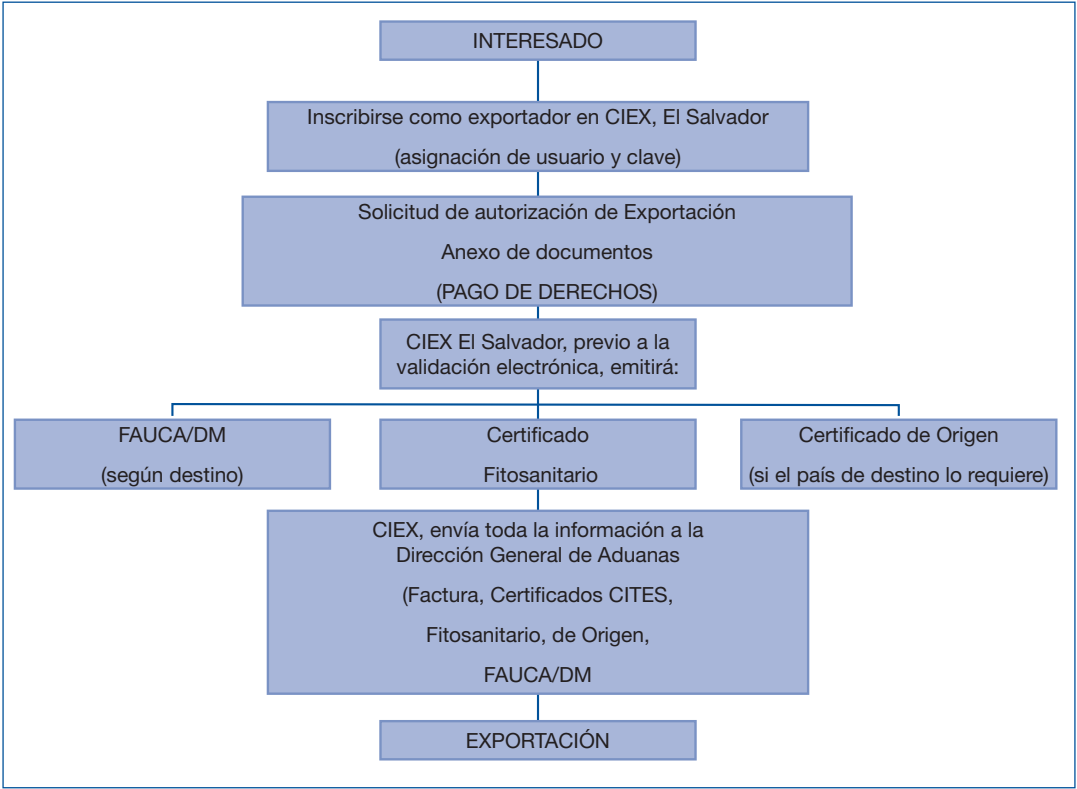 INTERESADO
Inscribirse como exportador en CIEX, El Salvador
(asignación de usuario y clave)
Solicitud de autorización de Exportación
Anexo de documentos
(PAGO DE DERECHOS)
CIEX El Salvador, previo a la
validación electrónica, emitirá:
FAUCA/DM
(según destino)
Certificado
Fitosanitario
Certificado de Origen
(si el país de destino lo requiere)
CIEX, envía toda la información a la
Dirección General de Aduanas
(Factura, Certificados CITES,
Fitosanitario, de Origen,
FAUCA/DM
EXPORTACIÓN